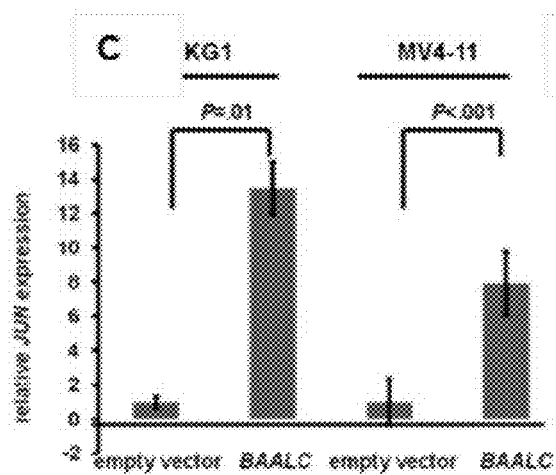 C
KG1 MV4-11
P=.01 P<.001
relative JUN expression
16
14
12
10
8
6
4
2
0
-2
empty vector BAALC empty vector BAALC